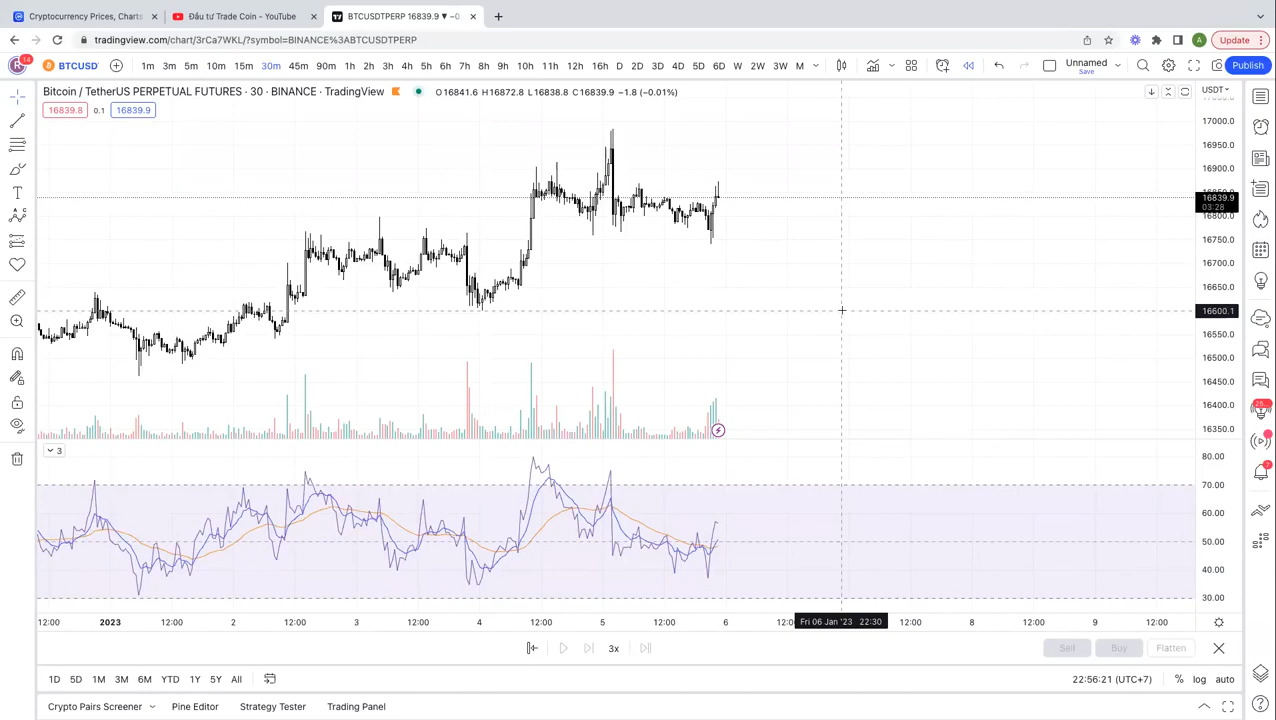 Cryptocurrency Prices, Charts
Đầu tư Trade Coin - YouTube
BTCUSDTPERP 16839.9 ▼ −0
tradingview.com/chart/3rCa7WKL/?symbol=BINANCE%3ABTCUSDTPERP
A
Update
14
BTCUSD
1m 3m 5m 10m 15m 30m 45m 90m 1h 2h 3h 4h 5h 6h 7h 8h 9h 10h 11h 12h 16h D 2D 3D 4D 5D 6D W 2W 3W M
Unnamed
Save
Publish
Bitcoin / TetherUS PERPETUAL FUTURES · 30 · BINANCE · TradingView
O16841.6 H16872.8 L16838.8 C16839.9 −1.8 (−0.01%)
USDT
16839.8 0.1 16839.9
17000.0
16950.0
16900.0
16839.9
03:28
16800.0
16750.0
16700.0
16650.0
16600.1
16550.0
16500.0
16450.0
16400.0
16350.0
3
80.00
70.00
60.00
50.00
40.00
30.00
12:00 2023 12:00 2 12:00 3 12:00 4 12:00 5 12:00 6 Fri 06 Jan '23 22:30 12:00 8 12:00 9 12:00
3x
Sell
Buy
Flatten
1D 5D 1M 3M 6M YTD 1Y 5Y All
22:56:21 (UTC+7)
% log auto
Crypto Pairs Screener
Pine Editor
Strategy Tester
Trading Panel
7